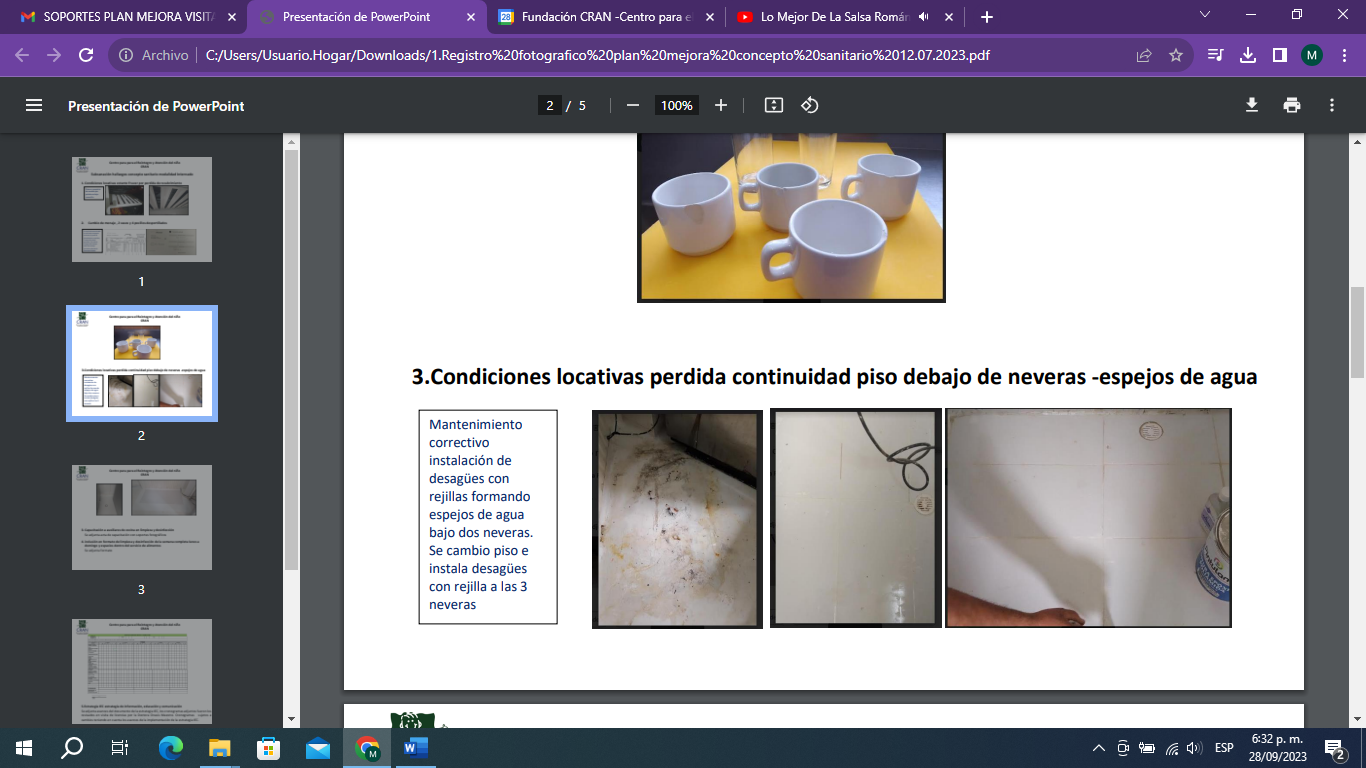 SOPORTES PLAN MEJORA VISITA
Presentación de PowerPoint
28
Fundación CRAN -Centro para el
Lo Mejor De La Salsa Román
Archivo
C:/Users/Usuario.Hogar/Downloads/1.Registro%20fotografico%20plan%20mejora%20concepto%20sanitario%2012.07.2023.pdf
M
Presentación de PowerPoint
2 / 5
100%
1
2
3
3.Condiciones locativas perdida continuidad piso debajo de neveras -espejos de agua
Mantenimiento
correctivo
instalación de
desagües con
rejillas formando
espejos de agua
bajo dos neveras.
Se cambio piso e
instala desagües
con rejilla a las 3
neveras
ESP
6:32 p. m.
28/09/2023
2